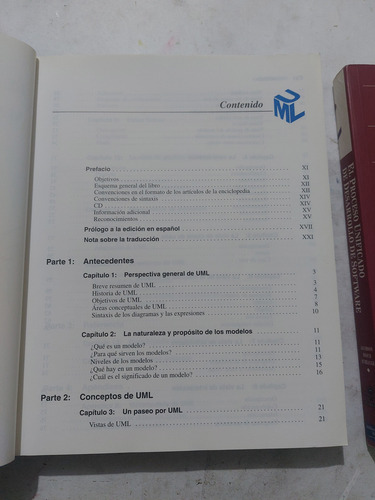 Contenido
UML
Prefacio XI
Objetivos XI
Esquema general del libro XII
Convenciones en el formato de los artículos de la enciclopedia XII
Convenciones de sintaxis XIV
CD XIV
Información adicional XV
Reconocimientos XV
Prólogo a la edición en español XVII
Nota sobre la traducción XXI
Parte 1: Antecedentes
Capítulo 1: Perspectiva general de UML 3
Breve resumen de UML 3
Historia de UML 4
Objetivos de UML 7
Áreas conceptuales de UML 8
Sintaxis de los diagramas y las expresiones 10
Capítulo 2: La naturaleza y propósito de los modelos 11
¿Qué es un modelo? 11
¿Para qué sirven los modelos? 11
Niveles de los modelos 13
¿Qué hay en un modelo? 15
¿Cuál es el significado de un modelo? 16
Parte 2: Conceptos de UML
Capítulo 3: Un paseo por UML 21
Vistas de UML 21
EL PROCESO UNIFICADO
DE DESARROLLO DE SOFTWARE